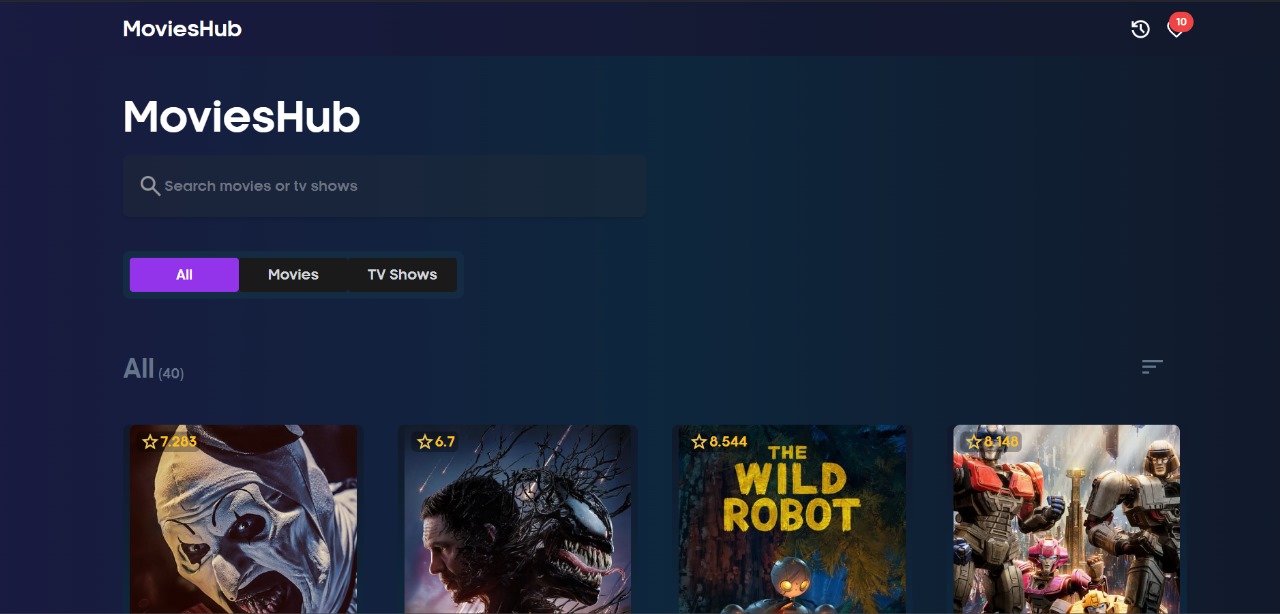 MoviesHub
10
MoviesHub
Search movies or tv shows
All Movies TV Shows
All (40)
7.283 6.7 8.544 8.148
THE
WILD
ROBOT